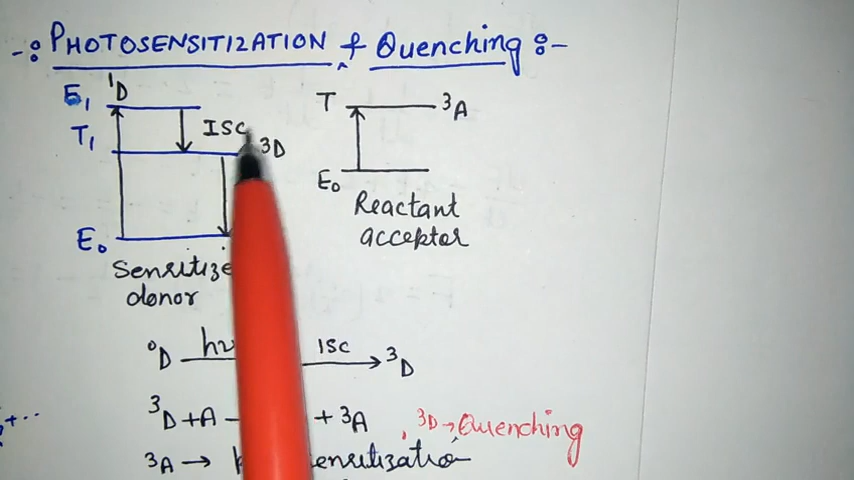 -: PHOTOSENSITIZATION & Quenching :-
E₁ ¹D
T₁ ISC ³D
E₀
Sensitize
donor
T ³A
E₀
Reactant
acceptor
⁰D hν ISC → ³D
³D + A - + ³A , ³D → Quenching
³A →
+ ..